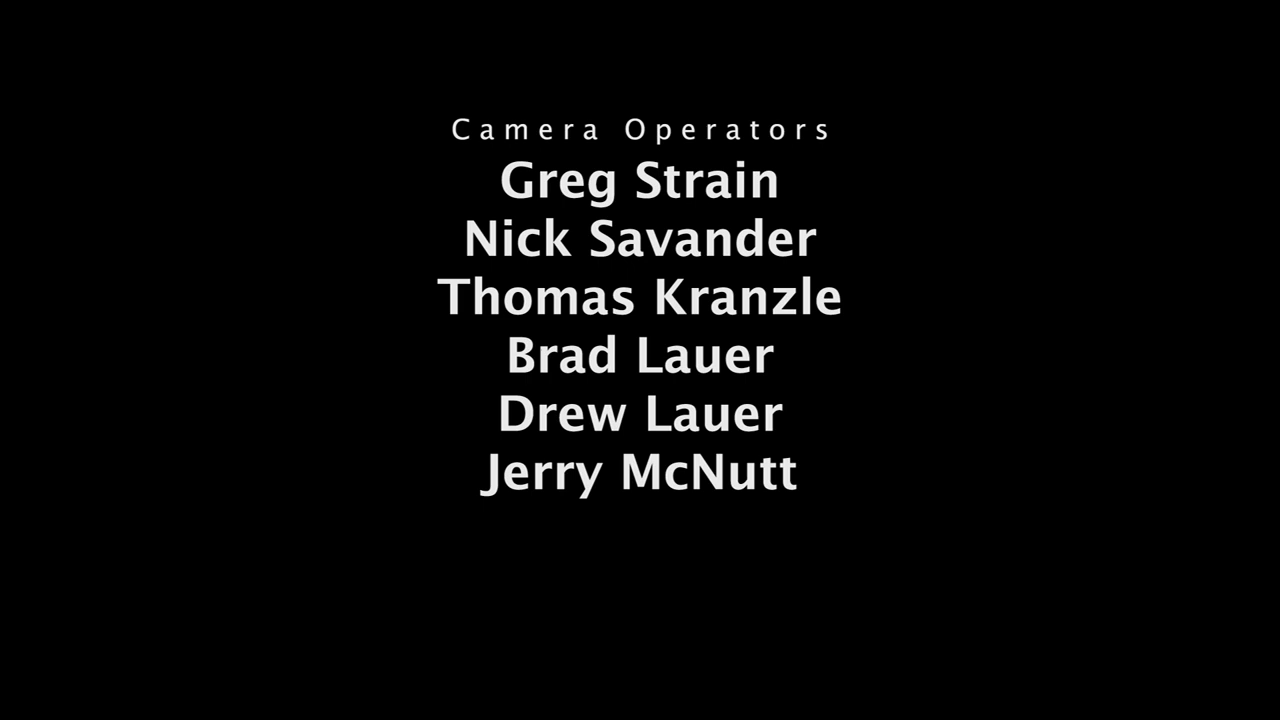 Camera Operators
Greg Strain
Nick Savander
Thomas Kranzle
Brad Lauer
Drew Lauer
Jerry McNutt